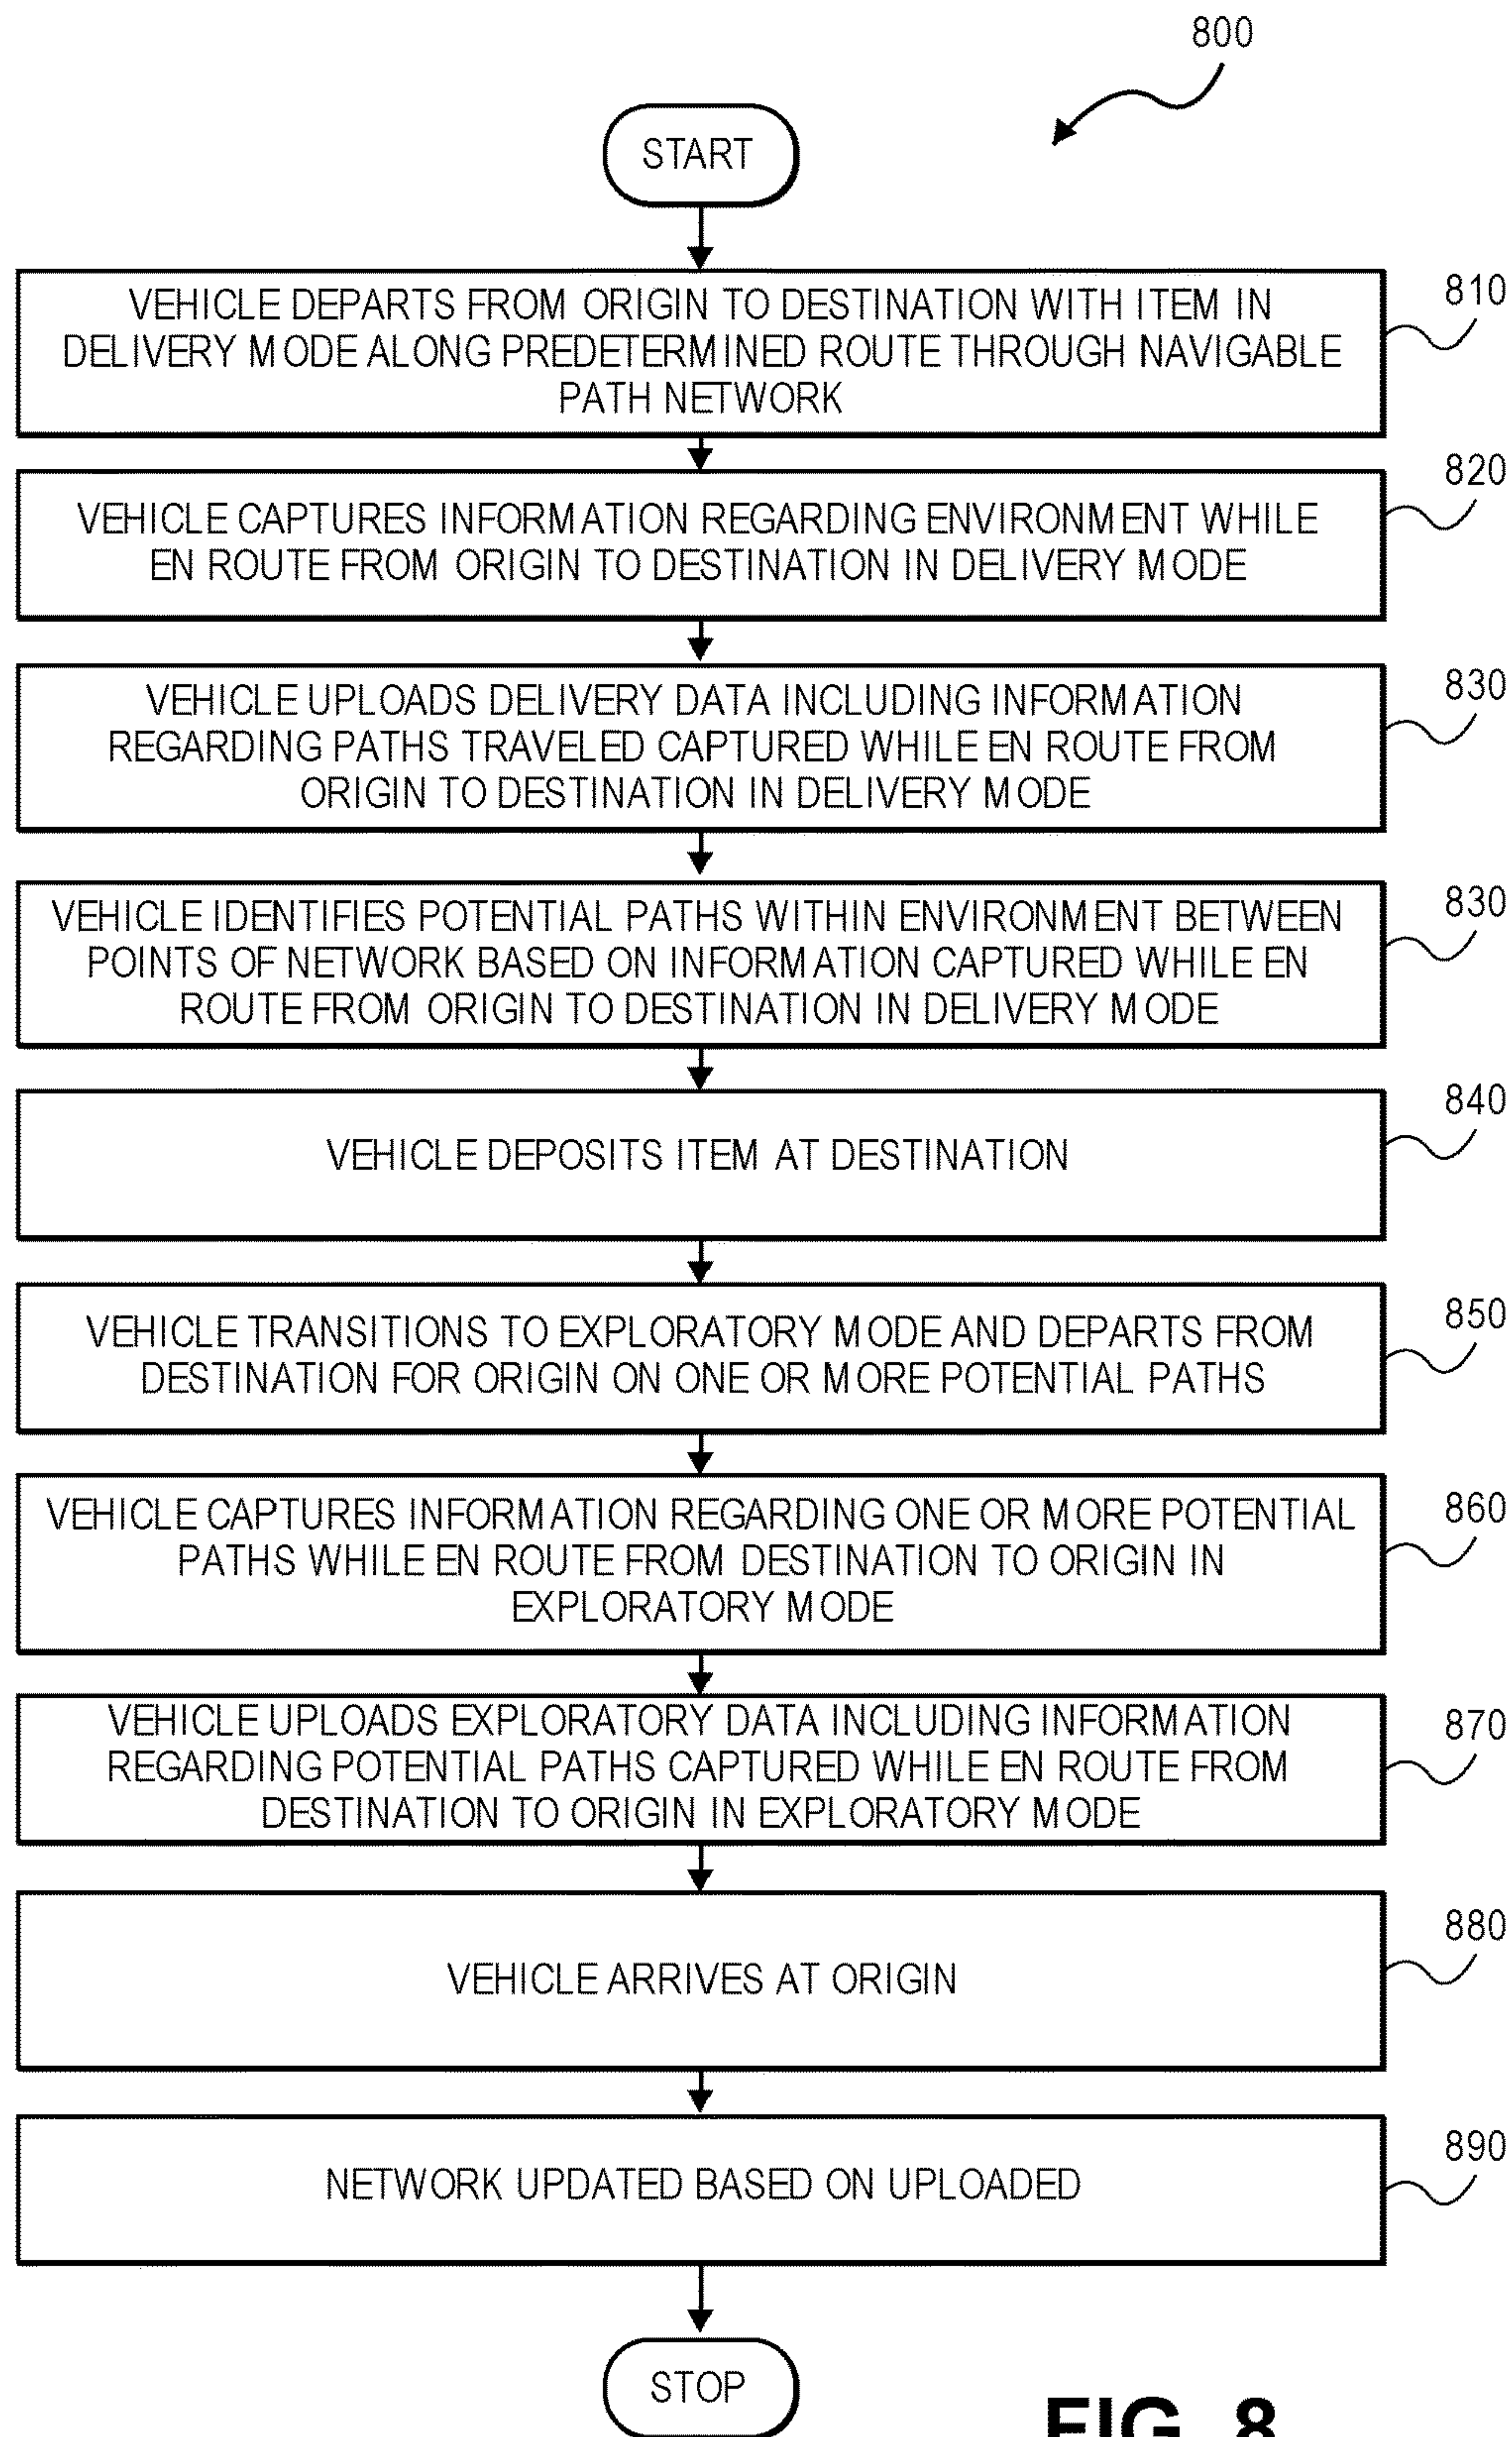 800
START
VEHICLE DEPARTS FROM ORIGIN TO DESTINATION WITH ITEM IN
DELIVERY MODE ALONG PREDETERMINED ROUTE THROUGH NAVIGABLE
PATH NETWORK
810
VEHICLE CAPTURES INFORMATION REGARDING ENVIRONMENT WHILE
EN ROUTE FROM ORIGIN TO DESTINATION IN DELIVERY MODE
820
VEHICLE UPLOADS DELIVERY DATA INCLUDING INFORMATION
REGARDING PATHS TRAVELED CAPTURED WHILE EN ROUTE FROM
ORIGIN TO DESTINATION IN DELIVERY MODE
830
VEHICLE IDENTIFIES POTENTIAL PATHS WITHIN ENVIRONMENT BETWEEN
POINTS OF NETWORK BASED ON INFORMATION CAPTURED WHILE EN
ROUTE FROM ORIGIN TO DESTINATION IN DELIVERY MODE
830
VEHICLE DEPOSITS ITEM AT DESTINATION
840
VEHICLE TRANSITIONS TO EXPLORATORY MODE AND DEPARTS FROM
DESTINATION FOR ORIGIN ON ONE OR MORE POTENTIAL PATHS
850
VEHICLE CAPTURES INFORMATION REGARDING ONE OR MORE POTENTIAL
PATHS WHILE EN ROUTE FROM DESTINATION TO ORIGIN IN
EXPLORATORY MODE
860
VEHICLE UPLOADS EXPLORATORY DATA INCLUDING INFORMATION
REGARDING POTENTIAL PATHS CAPTURED WHILE EN ROUTE FROM
DESTINATION TO ORIGIN IN EXPLORATORY MODE
870
VEHICLE ARRIVES AT ORIGIN
880
NETWORK UPDATED BASED ON UPLOADED
890
STOP
FIG. 8